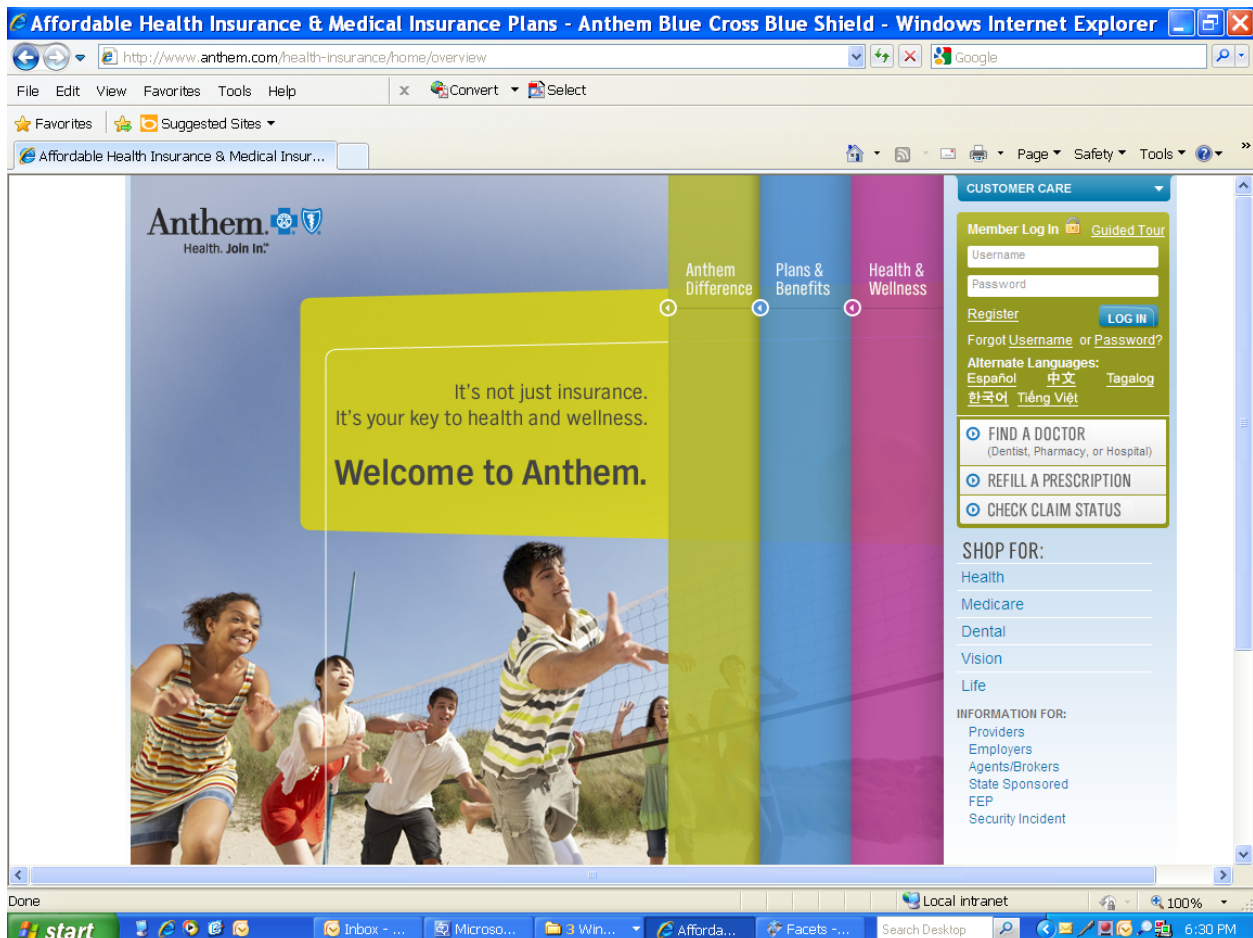 Affordable Health Insurance & Medical Insurance Plans - Anthem Blue Cross Blue Shield - Windows Internet Explorer
http://www.anthem.com/health-insurance/home/overview
Google
File Edit View Favorites Tools Help
x Convert Select
Favorites Suggested Sites
Affordable Health Insurance & Medical Insur...
Page Safety Tools »
CUSTOMER CARE
Anthem.
Health. Join In.™
Member Log In Guided Tour
Username
Password
Register LOG IN
Forgot Username or Password?
Alternate Languages:
Español 中文 Tagalog
한국어 Tiếng Việt
Anthem
Difference
Plans &
Benefits
Health &
Wellness
It's not just insurance.
It's your key to health and wellness.
Welcome to Anthem.
FIND A DOCTOR
(Dentist, Pharmacy, or Hospital)
REFILL A PRESCRIPTION
CHECK CLAIM STATUS
SHOP FOR:
Health
Medicare
Dental
Vision
Life
INFORMATION FOR:
Providers
Employers
Agents/Brokers
State Sponsored
FEP
Security Incident
Done Local intranet 100%
start Inbox - ... Microso... 3 Win... Afforda... Facets -... Search Desktop 6:30 PM